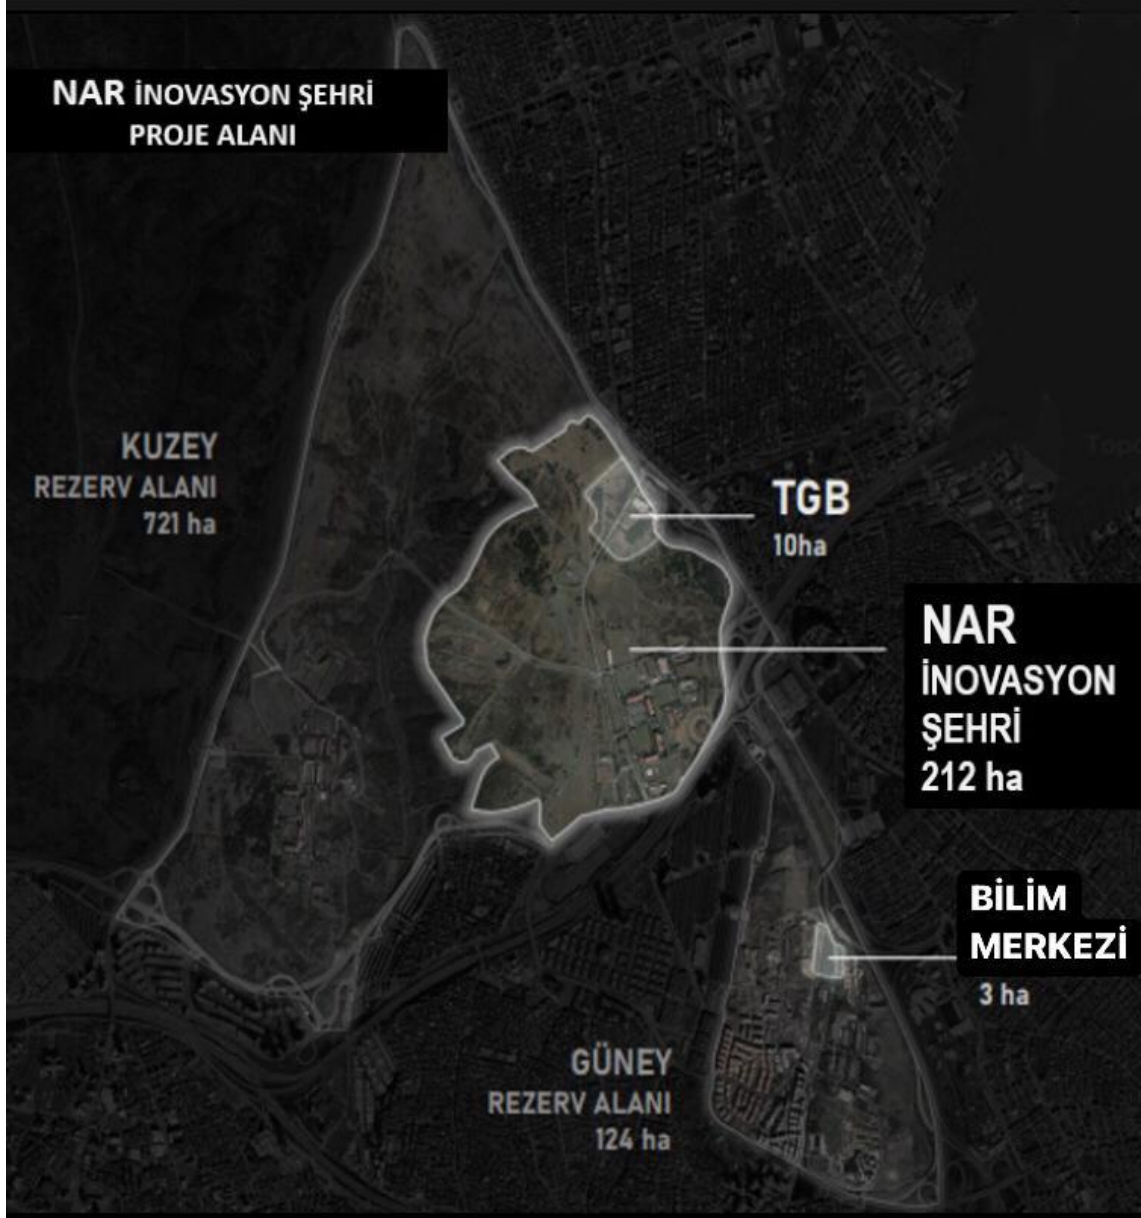 NAR İNOVASYON ŞEHRİ
PROJE ALANI
KUZEY
REZERV ALANI
721 ha
TGB
10ha
NAR
İNOVASYON
ŞEHRİ
212 ha
BİLİM
MERKEZİ
3 ha
GÜNEY
REZERV ALANI
124 ha